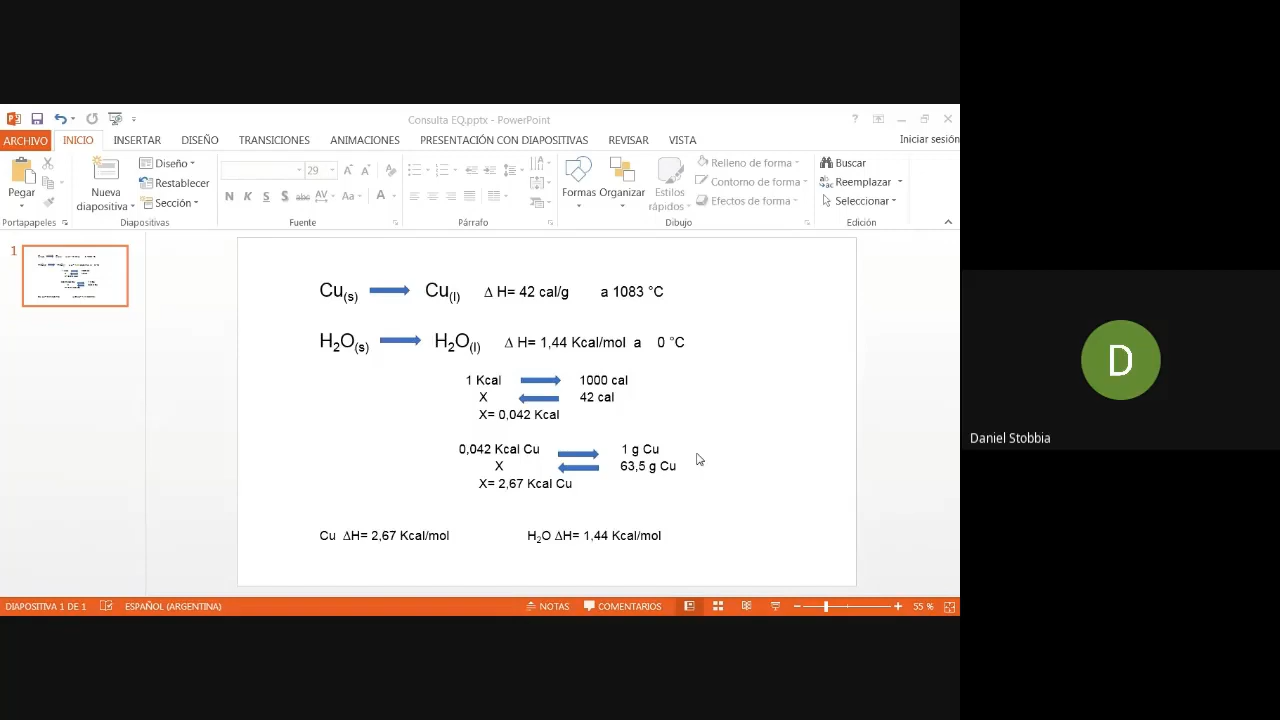 Consulta EQ.pptx - PowerPoint
ARCHIVO INICIO INSERTAR DISEÑO TRANSICIONES ANIMACIONES PRESENTACIÓN CON DIAPOSITIVAS REVISAR VISTA Iniciar sesión
Pegar
Portapapeles
Nueva diapositiva
Diseño
Restablecer
Sección
Diapositivas
29
N K S S abc AV Aa A
Fuente
Párrafo
Formas
Organizar
Estilos rápidos
Relleno de forma
Contorno de forma
Efectos de forma
Dibujo
Buscar
Reemplazar
Seleccionar
Edición
1
Cu(s) Cu(l) Δ H= 42 cal/g a 1083 °C
H2O(s) H2O(l) Δ H= 1,44 Kcal/mol a 0 °C
1 Kcal 1000 cal
X 42 cal
X= 0,042 Kcal
0,042 Kcal Cu 1 g Cu
X 63,5 g Cu
X= 2,67 Kcal Cu
Cu ΔH= 2,67 Kcal/mol H2O ΔH= 1,44 Kcal/mol
DIAPOSITIVA 1 DE 1 ESPAÑOL (ARGENTINA) NOTAS COMENTARIOS 55 %
D
Daniel Stobbia